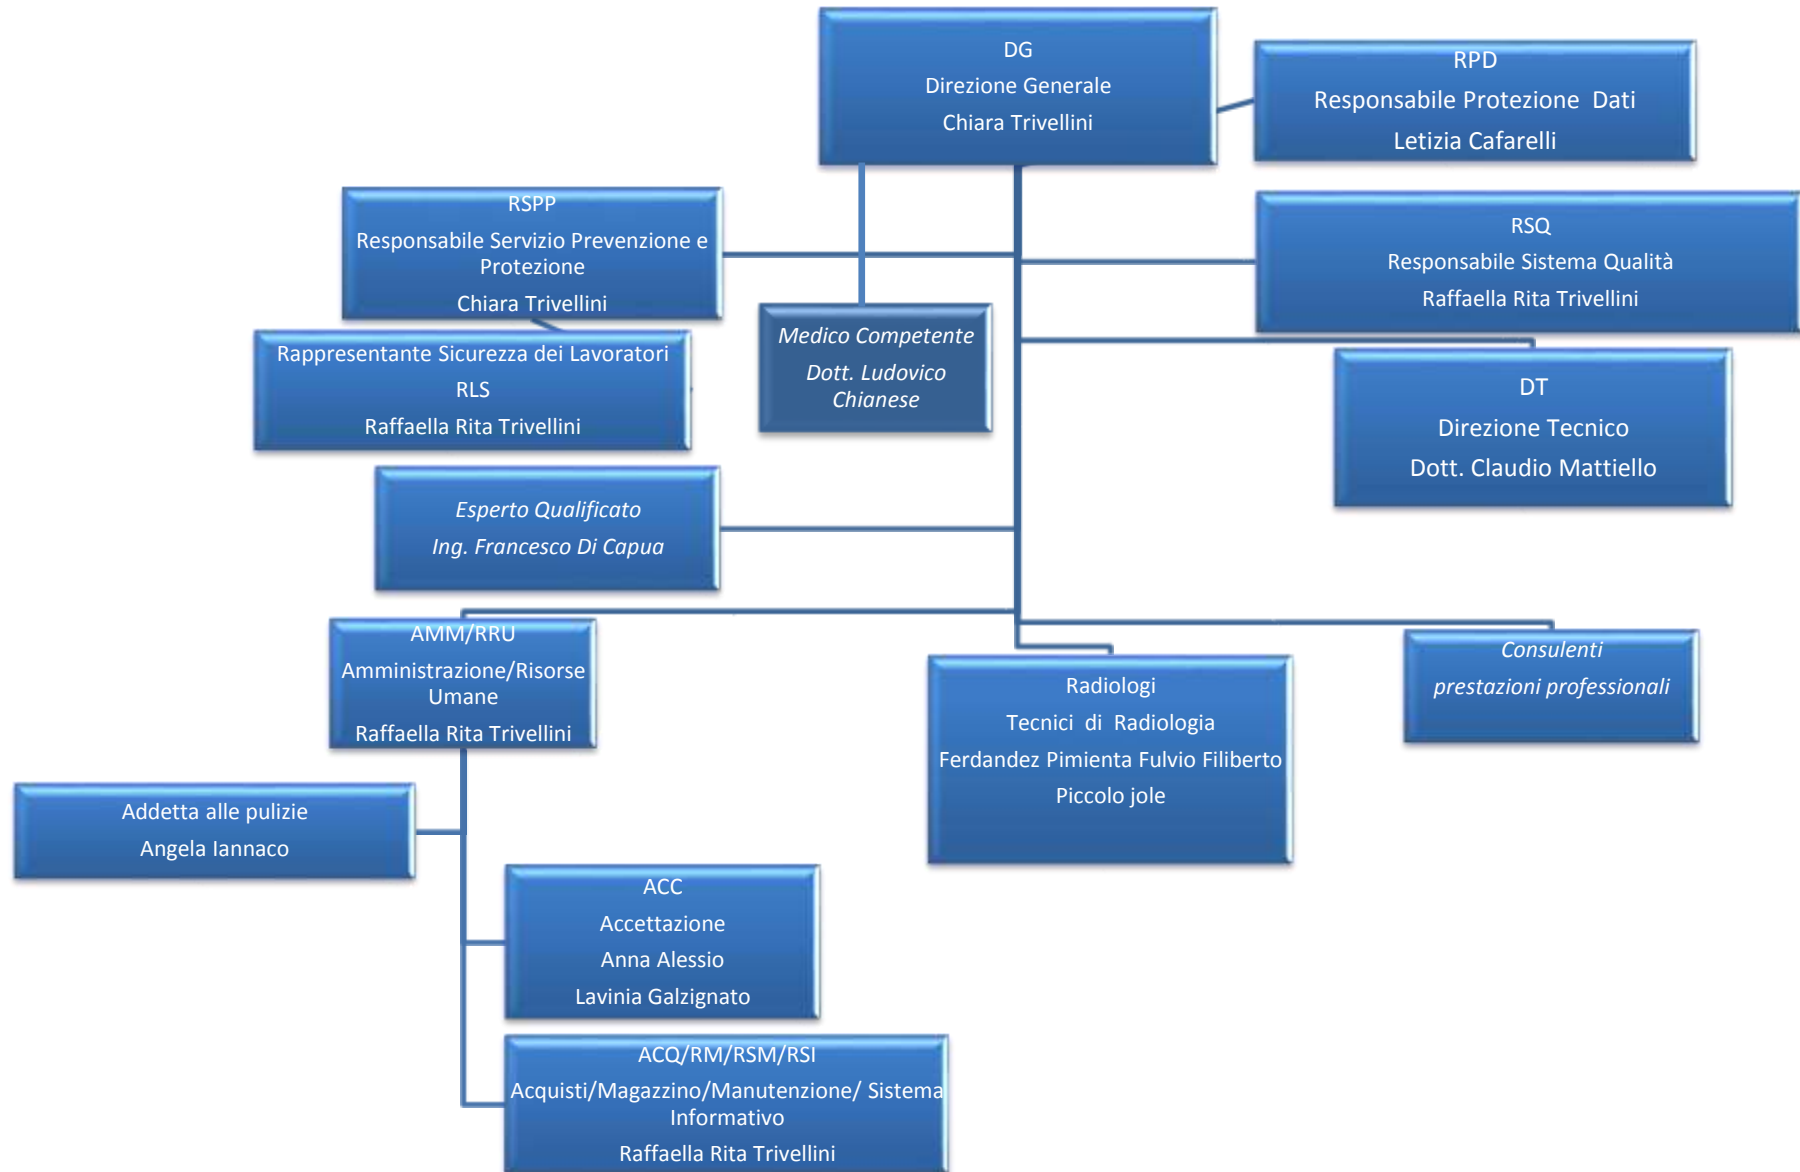 DG
Direzione Generale
Chiara Trivellini
RPD
Responsabile Protezione Dati
Letizia Cafarelli
RSPP
Responsabile Servizio Prevenzione e
Protezione
Chiara Trivellini
RSQ
Responsabile Sistema Qualità
Raffaella Rita Trivellini
Rappresentante Sicurezza dei Lavoratori
RLS
Raffaella Rita Trivellini
Medico Competente
Dott. Ludovico
Chianese
DT
Direzione Tecnico
Dott. Claudio Mattiello
Esperto Qualificato
Ing. Francesco Di Capua
AMM/RRU
Amministrazione/Risorse
Umane
Raffaella Rita Trivellini
Radiologi
Tecnici di Radiologia
Ferdandez Pimienta Fulvio Filiberto
Piccolo jole
Consulenti
prestazioni professionali
Addetta alle pulizie
Angela Iannaco
ACC
Accettazione
Anna Alessio
Lavinia Galzignato
ACQ/RM/RSM/RSI
Acquisti/Magazzino/Manutenzione/ Sistema
Informativo
Raffaella Rita Trivellini